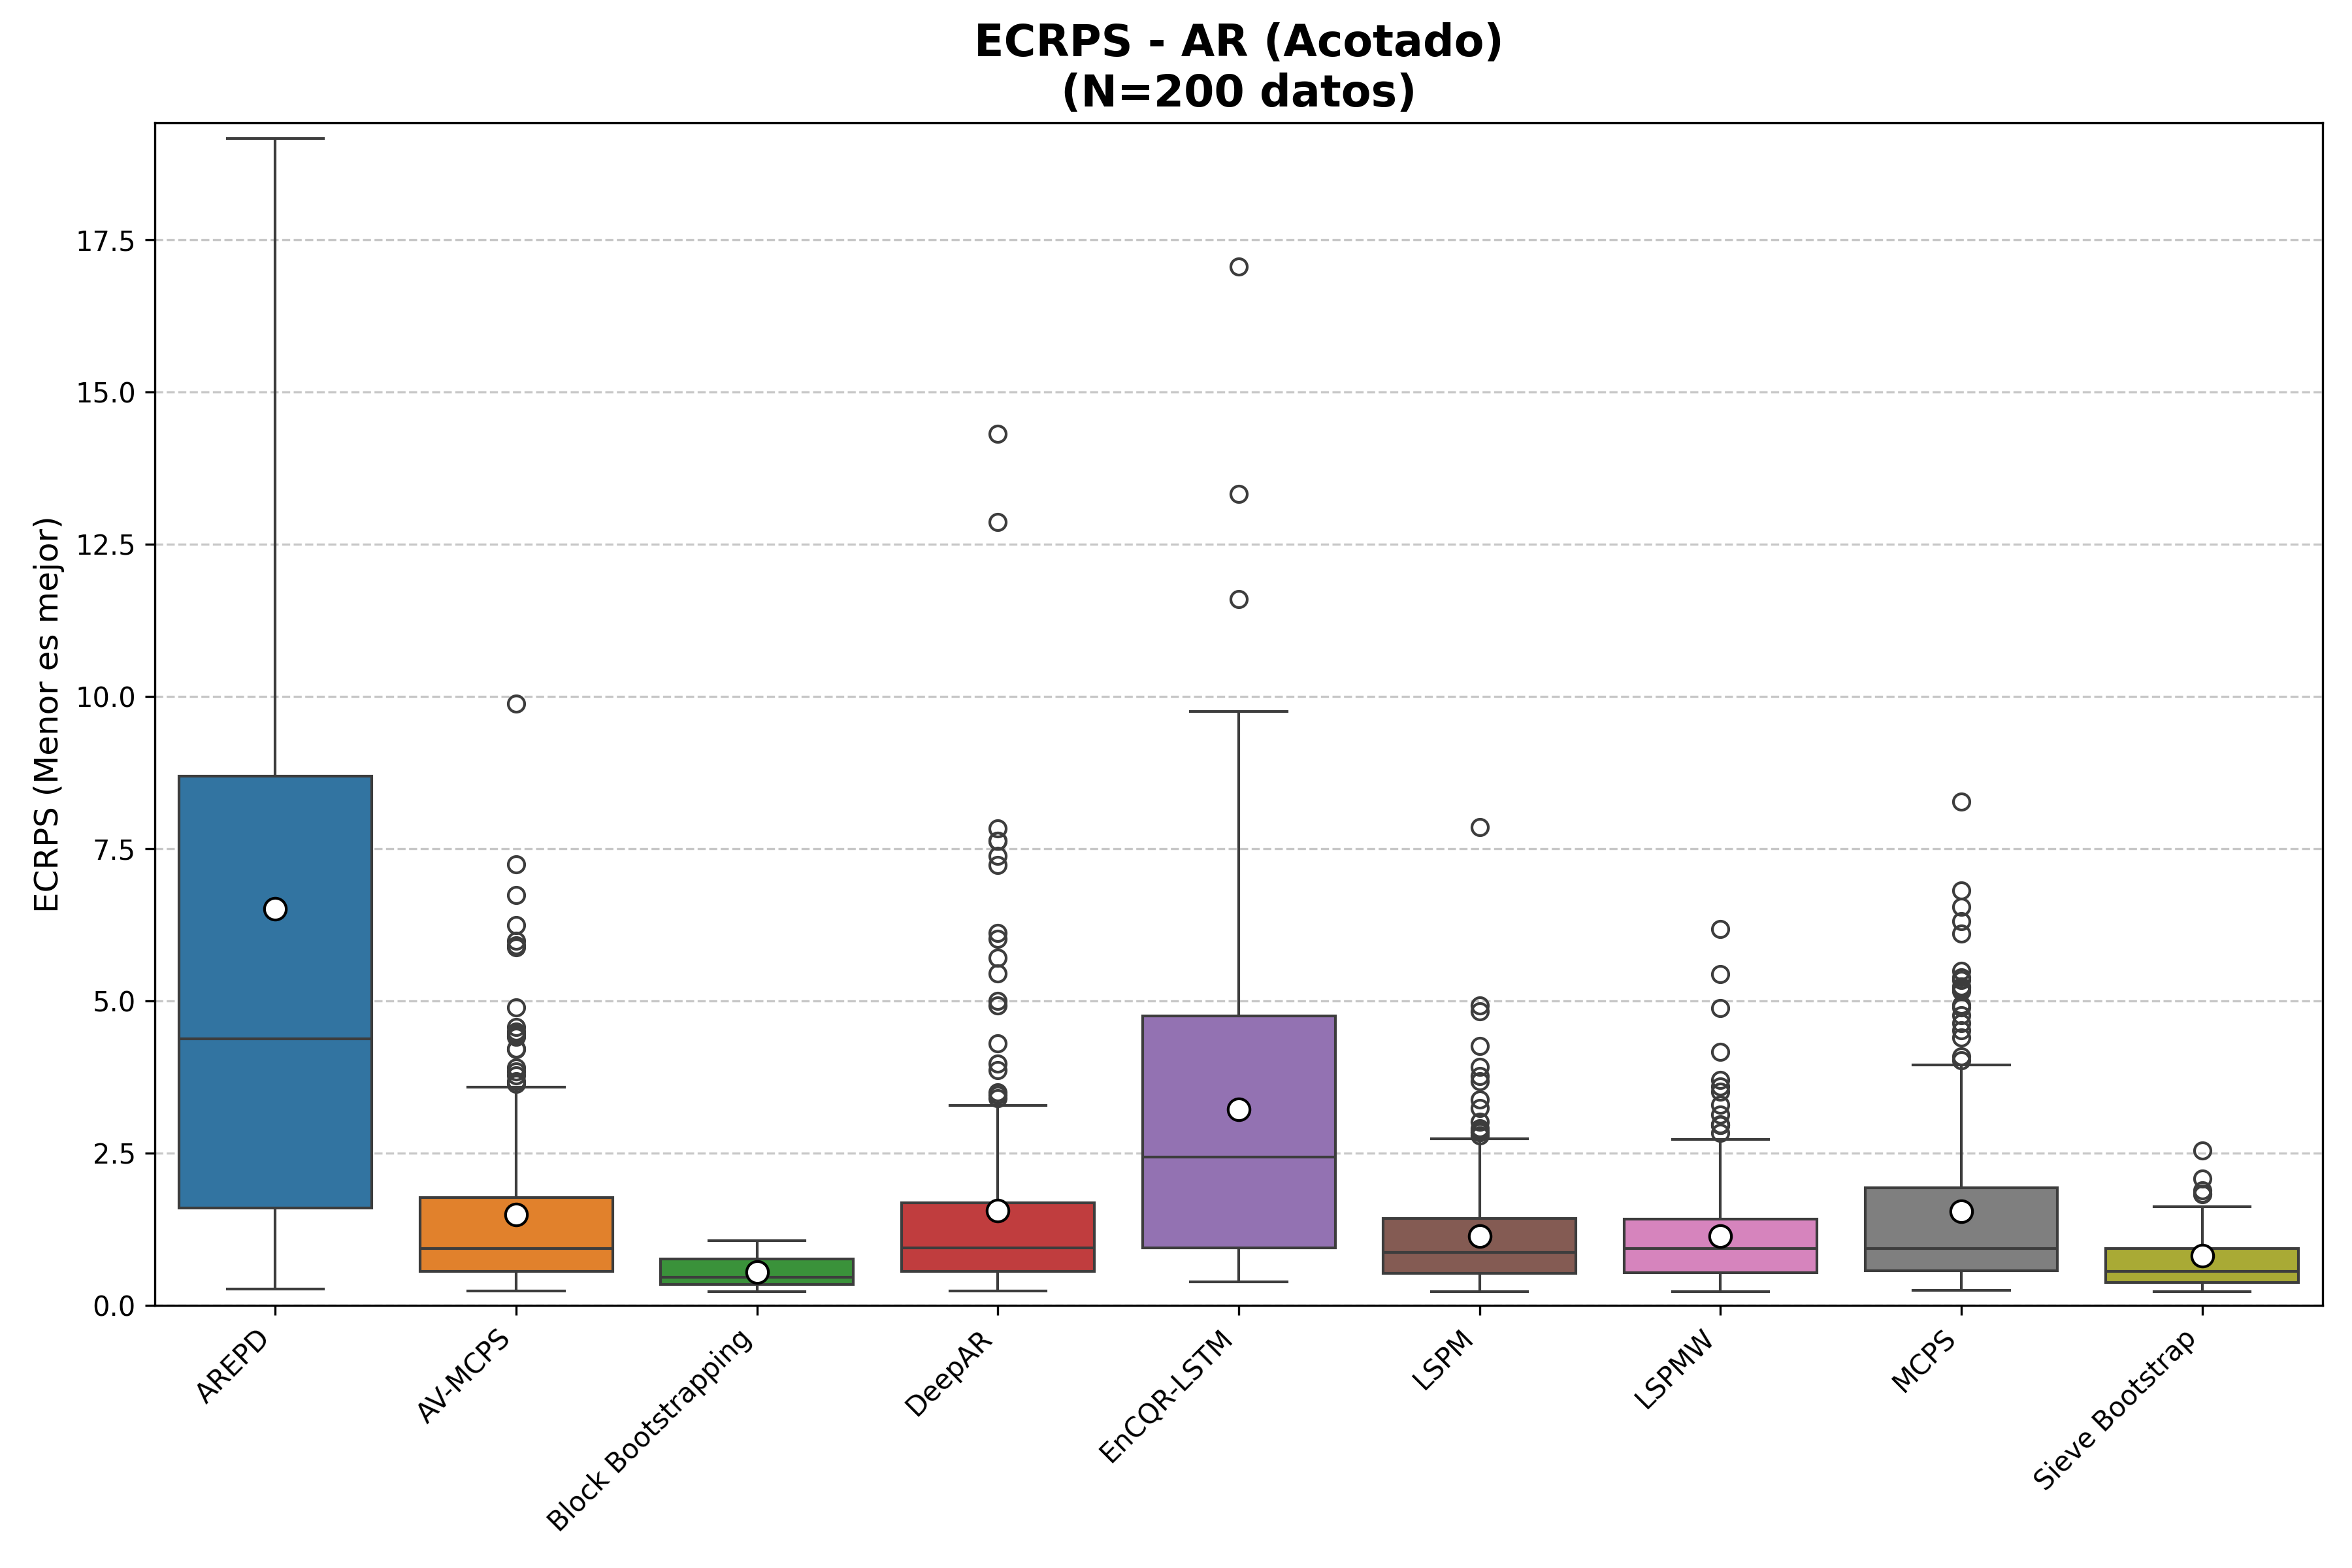 ECRPS - AR (Acotado)
(N=200 datos)
ECRPS (Menor es mejor)
17.5
15.0
12.5
10.0
7.5
5.0
2.5
0.0
AREPD
AV-MCPS
Block Bootstrapping
DeepAR
EnCQR-LSTM
LSPM
LSPMW
MCPS
Sieve Bootstrap